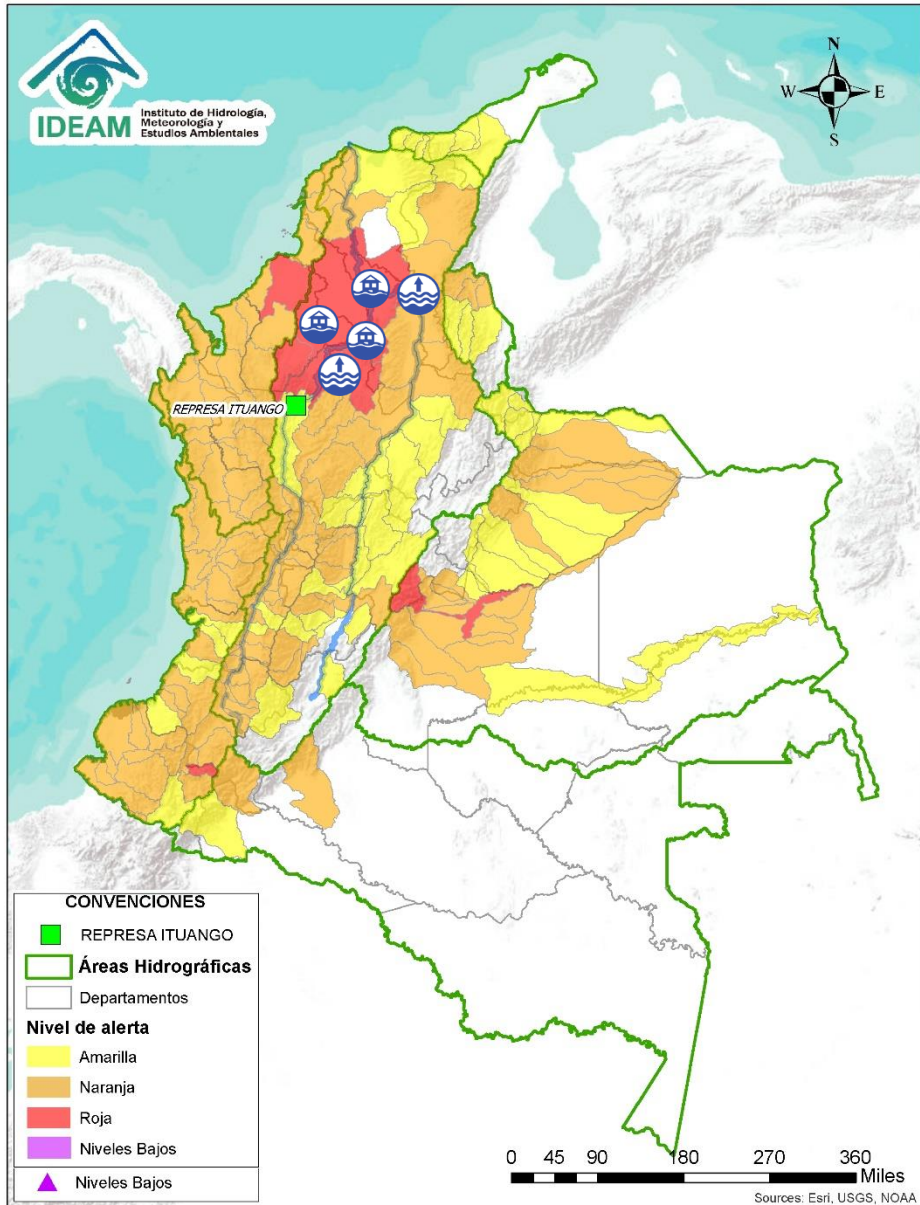 IDEAM
Instituto de Hidrología,
Meteorología y
Estudios Ambientales
N
W
E
S
REPRESA ITUANGO
CONVENCIONES
REPRESA ITUANGO
Áreas Hidrográficas
Departamentos
Nivel de alerta
Amarilla
Naranja
Roja
Niveles Bajos
Niveles Bajos
0 45 90 180 270 360
Miles
Sources: Esri, USGS, NOAA